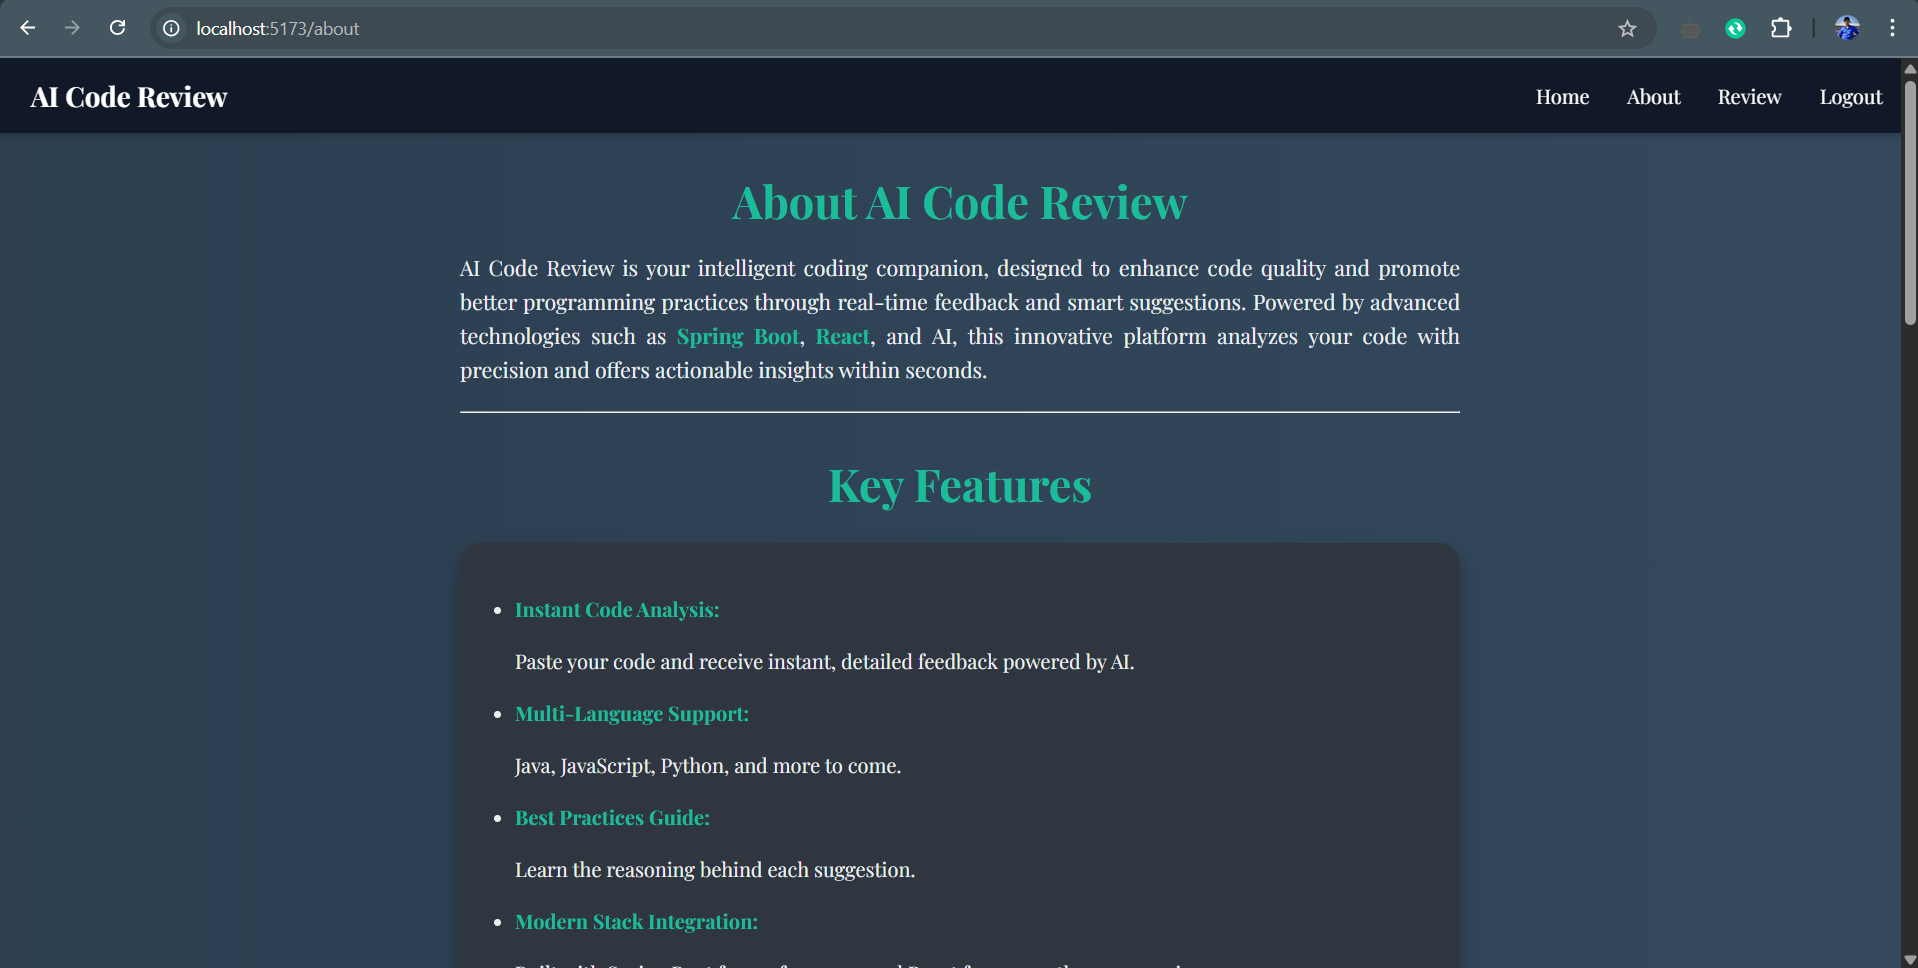 localhost:5173/about
AI Code Review
Home About Review Logout
About AI Code Review
AI Code Review is your intelligent coding companion, designed to enhance code quality and promote
better programming practices through real-time feedback and smart suggestions. Powered by advanced
technologies such as Spring Boot, React, and AI, this innovative platform analyzes your code with
precision and offers actionable insights within seconds.
Key Features
• Instant Code Analysis:
Paste your code and receive instant, detailed feedback powered by AI.
• Multi-Language Support:
Java, JavaScript, Python, and more to come.
• Best Practices Guide:
Learn the reasoning behind each suggestion.
• Modern Stack Integration: